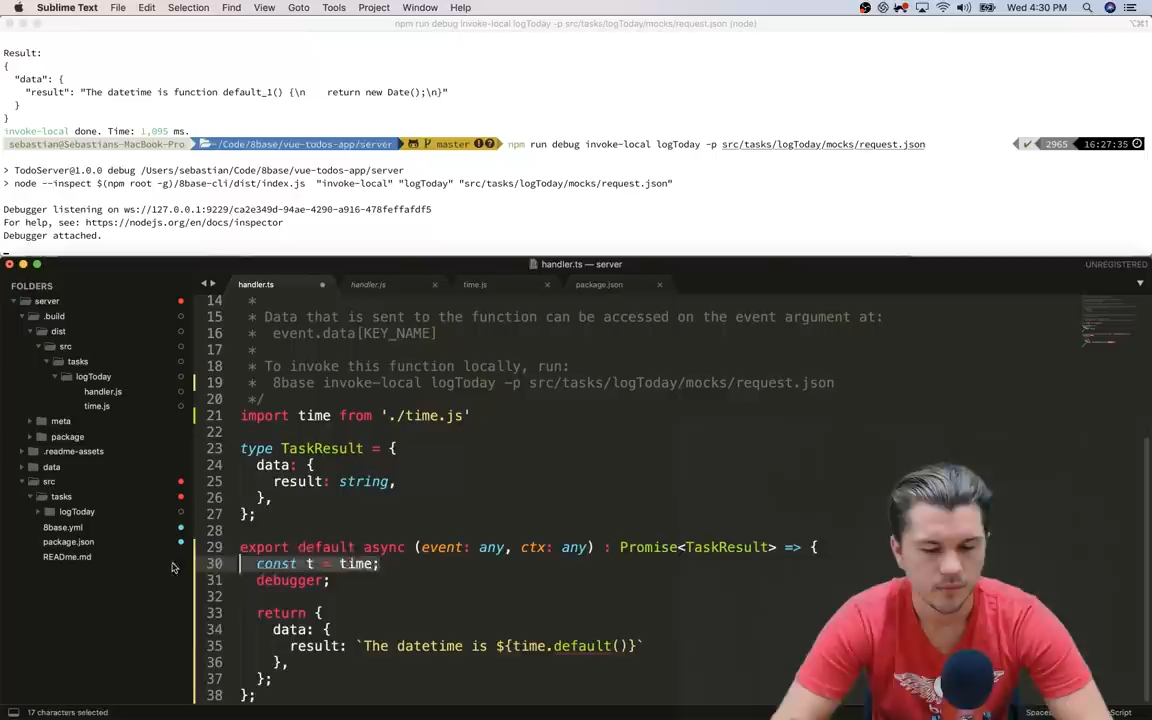 Sublime Text File Edit Selection Find View Goto Tools Project Window Help Wed 4:30 PM
npm run debug invoke-local logToday -p src/tasks/logToday/mocks/request.json (node) ⌥⌘1
Result:
{
"data": {
"result": "The datetime is function default_1() {\n    return new Date();\n}"
}
}
invoke-local done. Time: 1,095 ms.
sebastian@Sebastians-MacBook-Pro ~/Code/8base/vue-todos-app/server master npm run debug invoke-local logToday -p src/tasks/logToday/mocks/request.json ✓ 2965 16:27:35
> TodoServer@1.0.0 debug /Users/sebastian/Code/8base/vue-todos-app/server
> node --inspect $(npm root -g)/8base-cli/dist/index.js "invoke-local" "logToday" "src/tasks/logToday/mocks/request.json"
Debugger listening on ws://127.0.0.1:9229/ca2e349d-94ae-4290-a916-478feffafdf5
For help, see: https://nodejs.org/en/docs/inspector
Debugger attached.
handler.ts — server UNREGISTERED
FOLDERS
server
.build
dist
src
tasks
logToday
handler.js
time.js
meta
package
.readme-assets
data
src
tasks
logToday
8base.yml
package.json
READme.md
handler.ts handler.js time.js package.json
14 *
15 * Data that is sent to the function can be accessed on the event argument at:
16 *   event.data[KEY_NAME]
17 *
18 * To invoke this function locally, run:
19 *   8base invoke-local logToday -p src/tasks/logToday/mocks/request.json
20 */
21 import time from './time.js'
22
23 type TaskResult = {
24 data: {
25 result: string,
26 },
27 };
28
29 export default async (event: any, ctx: any) : Promise<TaskResult> => {
30 const t = time;
31 debugger;
32
33 return {
34 data: {
35 result: `The datetime is ${time.default()}`
36 },
37 };
38 };
17 characters selected